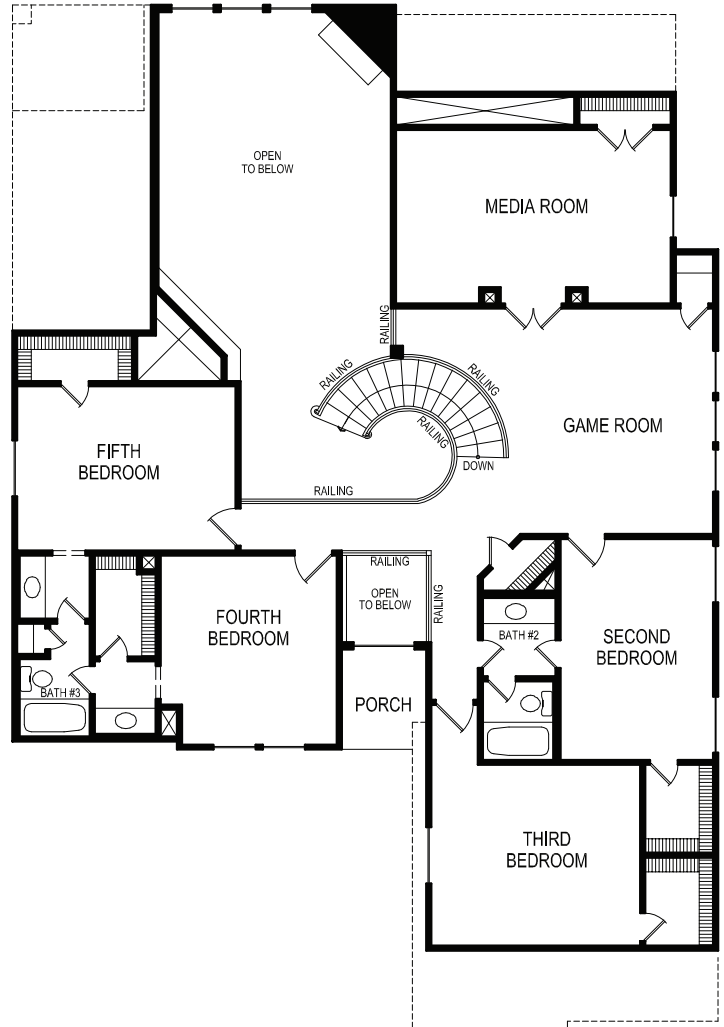 OPEN
TO BELOW
MEDIA ROOM
RAILING
RAILING
RAILING
RAILING
GAME ROOM
FIFTH
BEDROOM
DOWN
RAILING
RAILING
OPEN
TO BELOW
RAILING
FOURTH
BEDROOM
BATH #2
SECOND
BEDROOM
BATH #3
PORCH
THIRD
BEDROOM